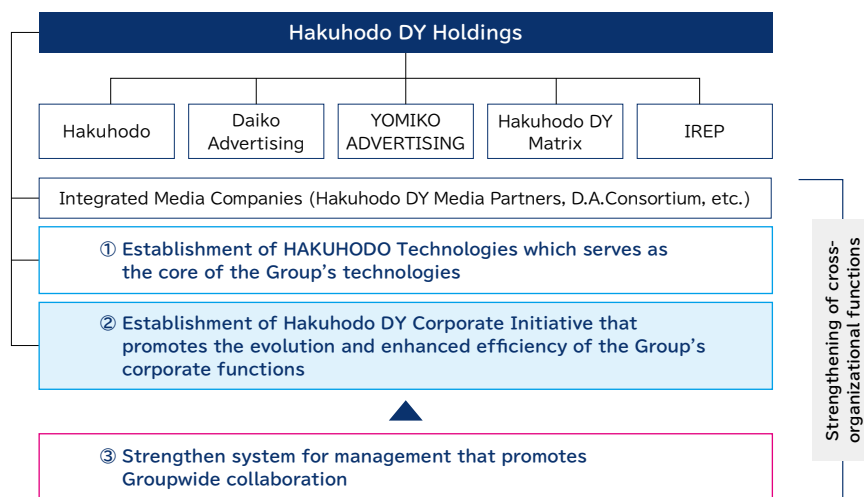 Hakuhodo DY Holdings
Hakuhodo
Daiko
Advertising
YOMIKO
ADVERTISING
Hakuhodo DY
Matrix
IREP
Integrated Media Companies (Hakuhodo DY Media Partners, D.A.Consortium, etc.)
① Establishment of HAKUHODO Technologies which serves as
the core of the Group’s technologies
② Establishment of Hakuhodo DY Corporate Initiative that
promotes the evolution and enhanced efficiency of the Group’s
corporate functions
③ Strengthen system for management that promotes
Groupwide collaboration
Strengthening of cross-
organizational functions